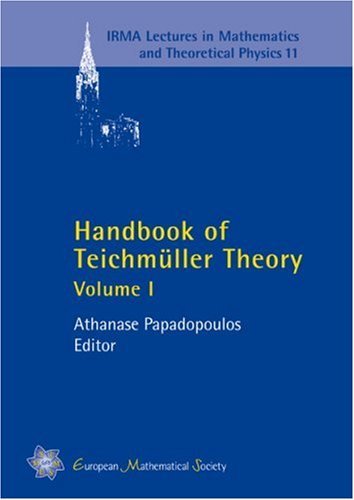 IRMA Lectures in Mathematics
and Theoretical Physics 11
Handbook of
Teichmüller Theory
Volume I
Athanase Papadopoulos
Editor
European Mathematical Society